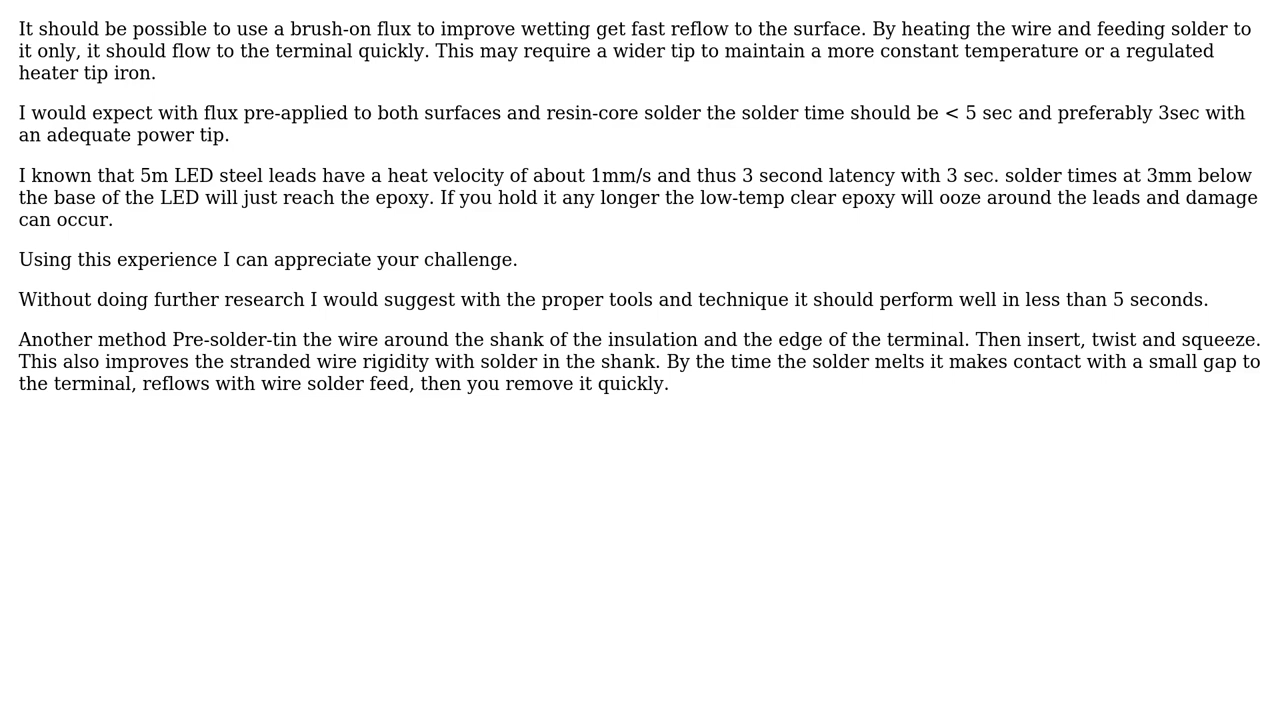 It should be possible to use a brush-on flux to improve wetting get fast reflow to the surface. By heating the wire and feeding solder to
it only, it should flow to the terminal quickly. This may require a wider tip to maintain a more constant temperature or a regulated
heater tip iron.
I would expect with flux pre-applied to both surfaces and resin-core solder the solder time should be < 5 sec and preferably 3sec with
an adequate power tip.
I known that 5m LED steel leads have a heat velocity of about 1mm/s and thus 3 second latency with 3 sec. solder times at 3mm below
the base of the LED will just reach the epoxy. If you hold it any longer the low-temp clear epoxy will ooze around the leads and damage
can occur.
Using this experience I can appreciate your challenge.
Without doing further research I would suggest with the proper tools and technique it should perform well in less than 5 seconds.
Another method Pre-solder-tin the wire around the shank of the insulation and the edge of the terminal. Then insert, twist and squeeze.
This also improves the stranded wire rigidity with solder in the shank. By the time the solder melts it makes contact with a small gap to
the terminal, reflows with wire solder feed, then you remove it quickly.